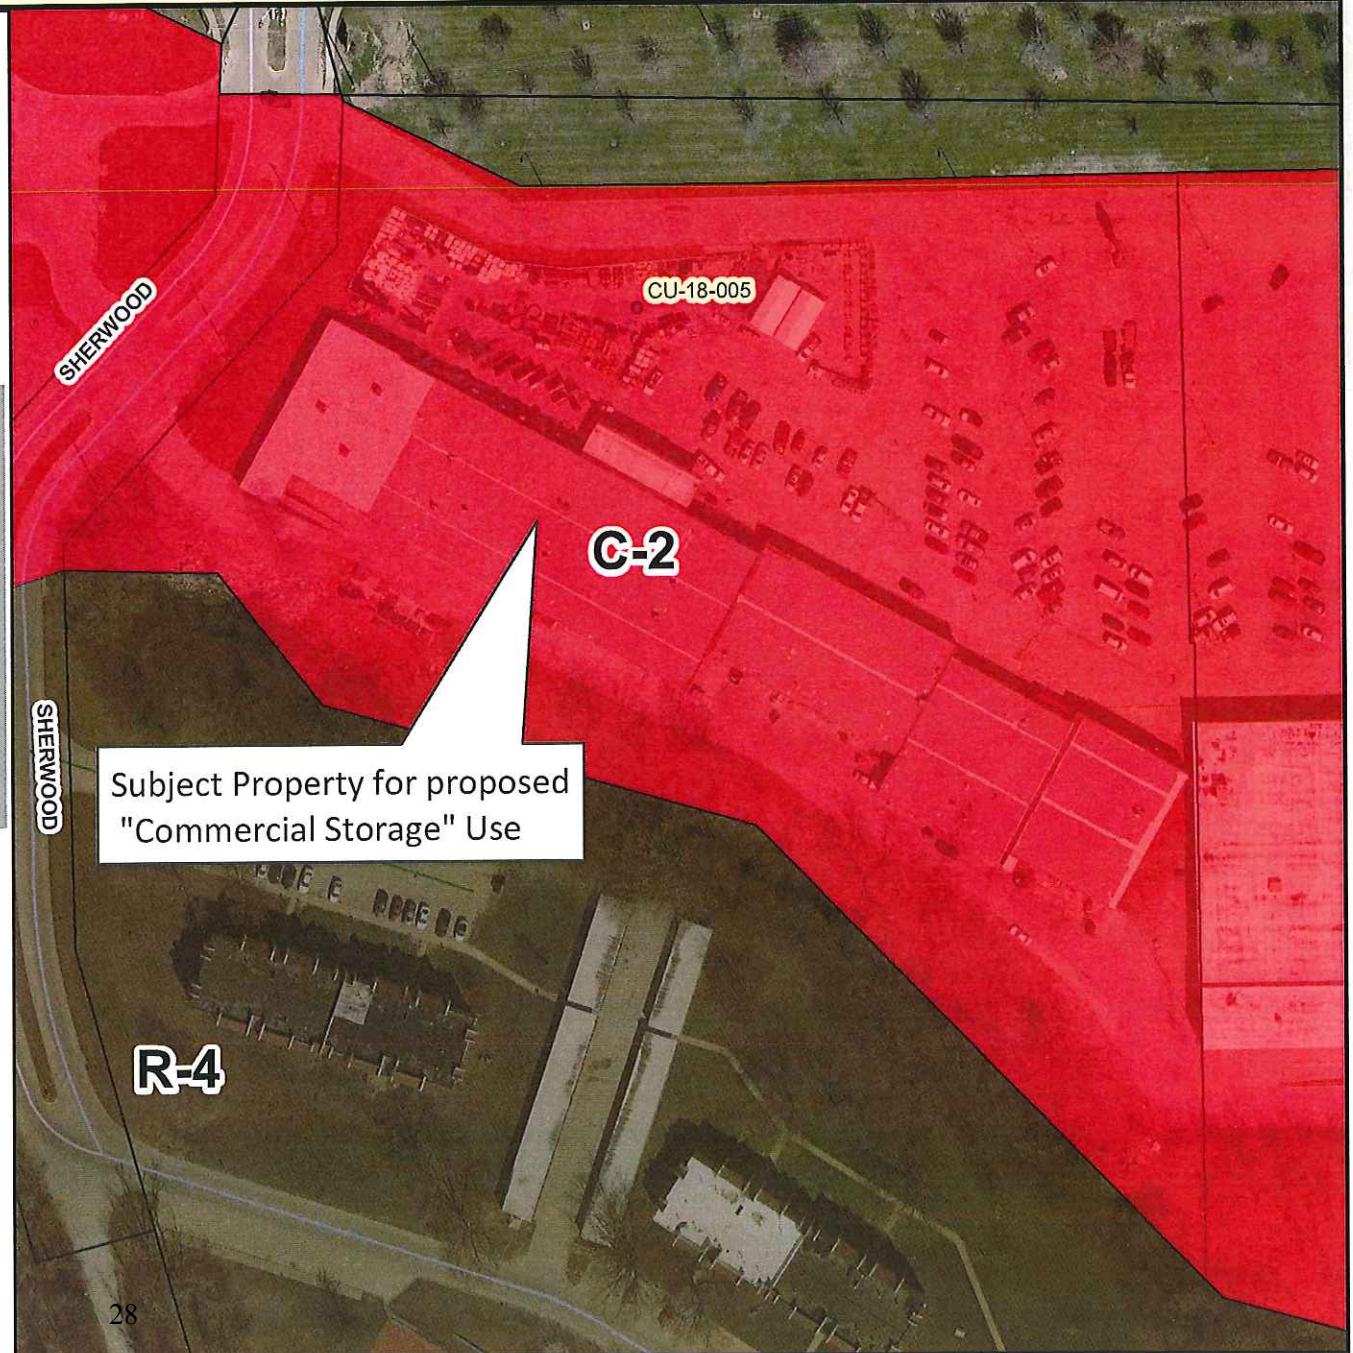 CU-18-005
SHERWOOD
C-2
SHERWOOD
Subject Property for proposed
"Commercial Storage" Use
R-4
28